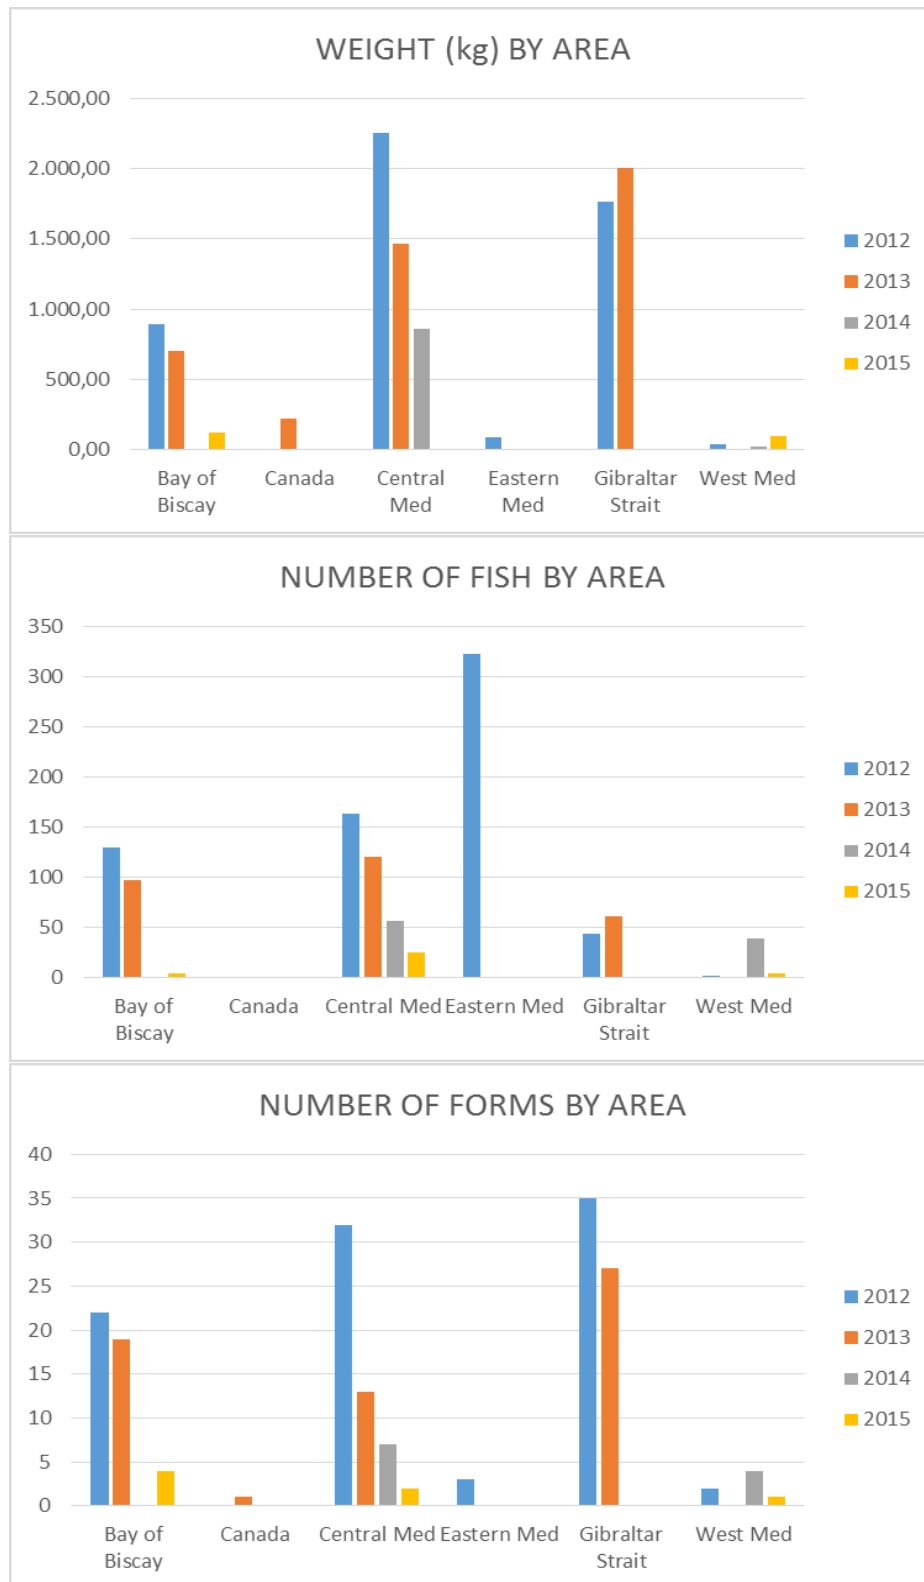 WEIGHT (kg) BY AREA
2.500,00
2.000,00
1.500,00
1.000,00
500,00
0,00
Bay of Biscay
Canada
Central Med
Eastern Med
Gibraltar Strait
West Med
2012
2013
2014
2015
NUMBER OF FISH BY AREA
350
300
250
200
150
100
50
0
Bay of Biscay
Canada
Central Med
Eastern Med
Gibraltar Strait
West Med
2012
2013
2014
2015
NUMBER OF FORMS BY AREA
40
35
30
25
20
15
10
5
0
Bay of Biscay
Canada
Central Med
Eastern Med
Gibraltar Strait
West Med
2012
2013
2014
2015